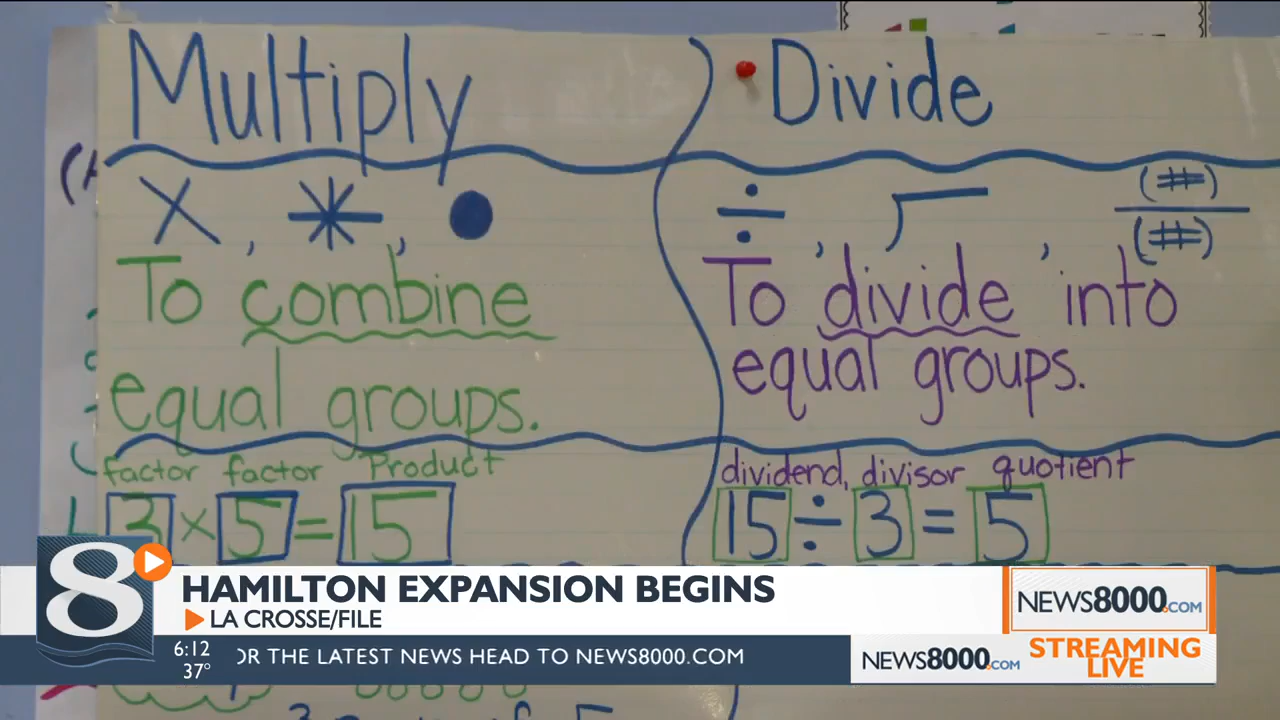 Multiply
Divide
×, *, ●
÷, √, (#)/(#)
To combine
equal groups.
To divide into
equal groups.
factor factor Product
3 × 5 = 15
dividend, divisor quotient
15 ÷ 3 = 5
8
HAMILTON EXPANSION BEGINS
LA CROSSE/FILE
NEWS8000.COM
STREAMING
LIVE
6:12
37°
OR THE LATEST NEWS HEAD TO NEWS8000.COM
NEWS8000.COM